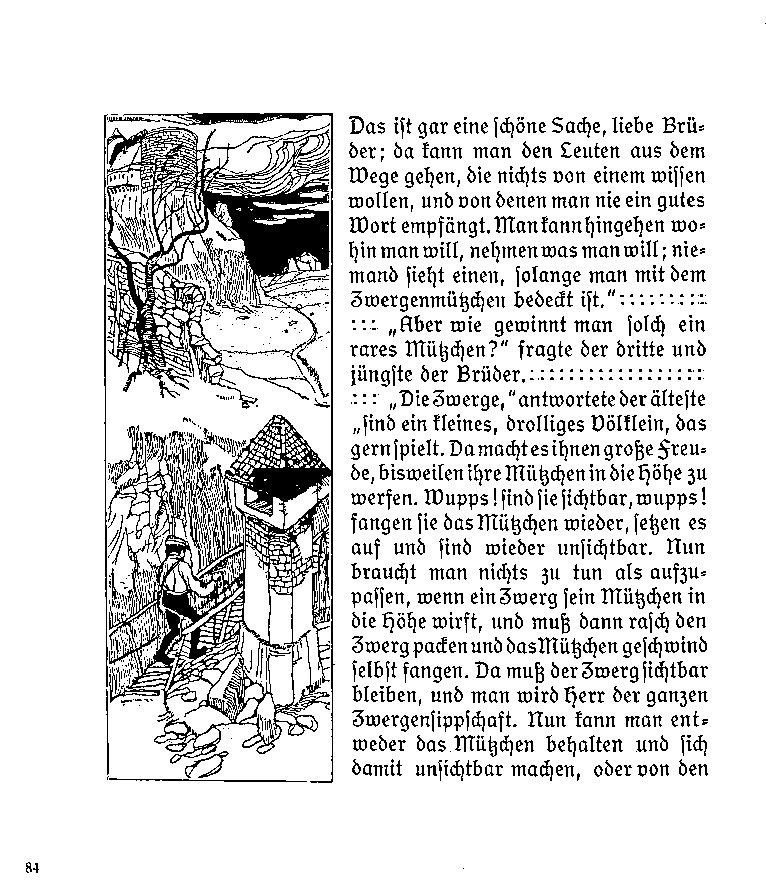 Das iſt gar eine ſchöne Sache, liebe Brü⸗
der; da kann man den Leuten aus dem
Wege gehen, die nichts von einem wiſſen
wollen, und von denen man nie ein gutes
Wort empfängt. Man kann hingehen wo⸗
hin man will, nehmen was man will; nie⸗
mand ſieht einen, ſolange man mit dem
Zwergenmützchen bedeckt iſt.“ : : : : : : : : :
: : : „Aber wie gewinnt man ſolch ein
rares Mützchen?“ fragte der dritte und
jüngſte der Brüder. : : : : : : : : : : : : : : : : :
: : : „Die Zwerge,“ antwortete der älteſte
„ſind ein kleines, drolliges Völklein, das
gern ſpielt. Da macht es ihnen große Freu⸗
de, bisweilen ihre Mützchen in die Höhe zu
werfen. Wupps! ſind ſie ſichtbar, wupps!
fangen ſie das Mützchen wieder, ſetzen es
auf und ſind wieder unſichtbar. Nun
braucht man nichts zu tun als aufzu⸗
paſſen, wenn ein Zwerg ſein Mützchen in
die Höhe wirft, und muß dann raſch den
Zwerg packen und das Mützchen geſchwind
ſelbſt fangen. Da muß der Zwerg ſichtbar
bleiben, und man wird Herr der ganzen
Zwergenſippſchaft. Nun kann man ent⸗
weder das Mützchen behalten und ſich
damit unſichtbar machen, oder von den
84